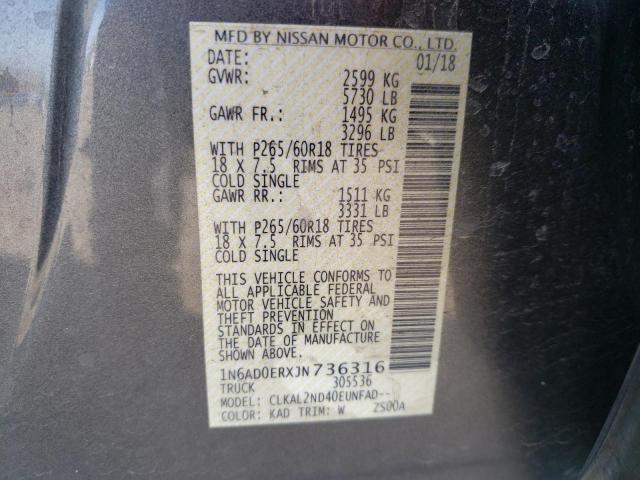 MFD BY NISSAN MOTOR CO., LTD.
DATE: 01/18
GVWR: 2599 KG
5730 LB
GAWR FR.: 1495 KG
3296 LB
WITH P265/60R18 TIRES
18 X 7.5 RIMS AT 35 PSI
COLD SINGLE
GAWR RR.: 1511 KG
3331 LB
WITH P265/60R18 TIRES
18 X 7.5 RIMS AT 35 PSI
COLD SINGLE
THIS VEHICLE CONFORMS TO
ALL APPLICABLE FEDERAL
MOTOR VEHICLE SAFETY AND
THEFT PREVENTION
STANDARDS IN EFFECT ON
THE DATE OF MANUFACTURE
SHOWN ABOVE.
1N6AD0ERXJN736316
TRUCK 305536
MODEL: CLKAL2ND40EUNFAD--
COLOR: KAD TRIM: W ZS00A